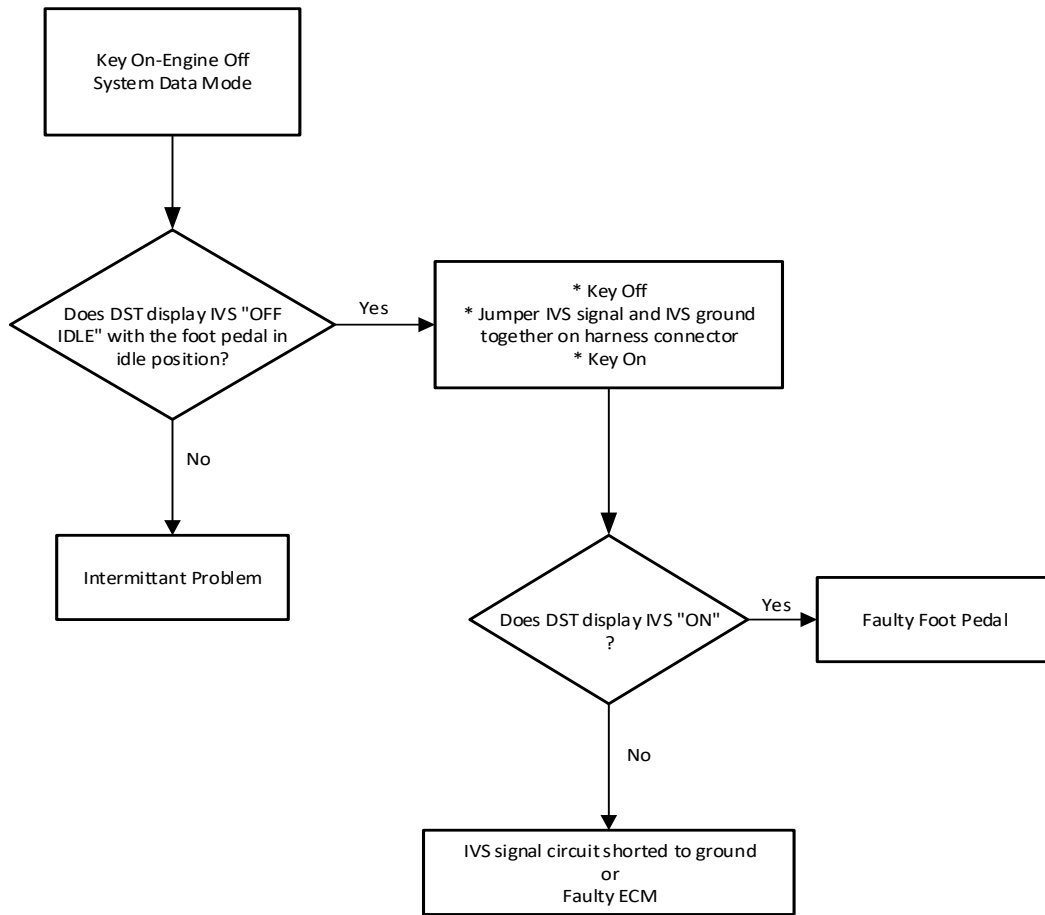 Key On-Engine Off
System Data Mode
Does DST display IVS "OFF
IDLE" with the foot pedal in
idle position?
Yes
* Key Off
* Jumper IVS signal and IVS ground
together on harness connector
* Key On
No
Intermittant Problem
Does DST display IVS "ON"
?
Yes
Faulty Foot Pedal
No
IVS signal circuit shorted to ground
or
Faulty ECM